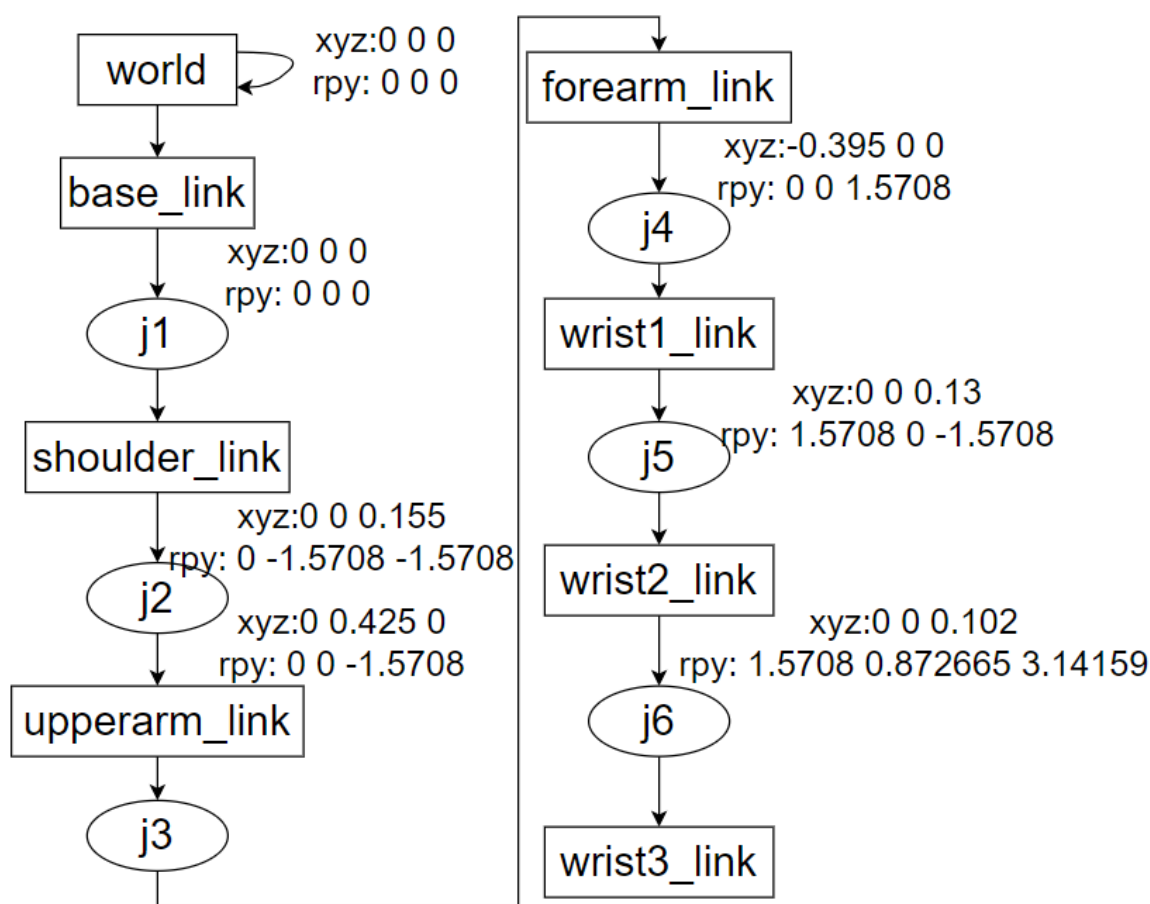 world
xyz:0 0 0
rpy: 0 0 0
base_link
xyz:0 0 0
rpy: 0 0 0
j1
shoulder_link
xyz:0 0 0.155
rpy: 0 -1.5708 -1.5708
j2
xyz:0 0.425 0
rpy: 0 0 -1.5708
upperarm_link
j3
forearm_link
xyz:-0.395 0 0
rpy: 0 0 1.5708
j4
wrist1_link
xyz:0 0 0.13
rpy: 1.5708 0 -1.5708
j5
wrist2_link
xyz:0 0 0.102
rpy: 1.5708 0.872665 3.14159
j6
wrist3_link